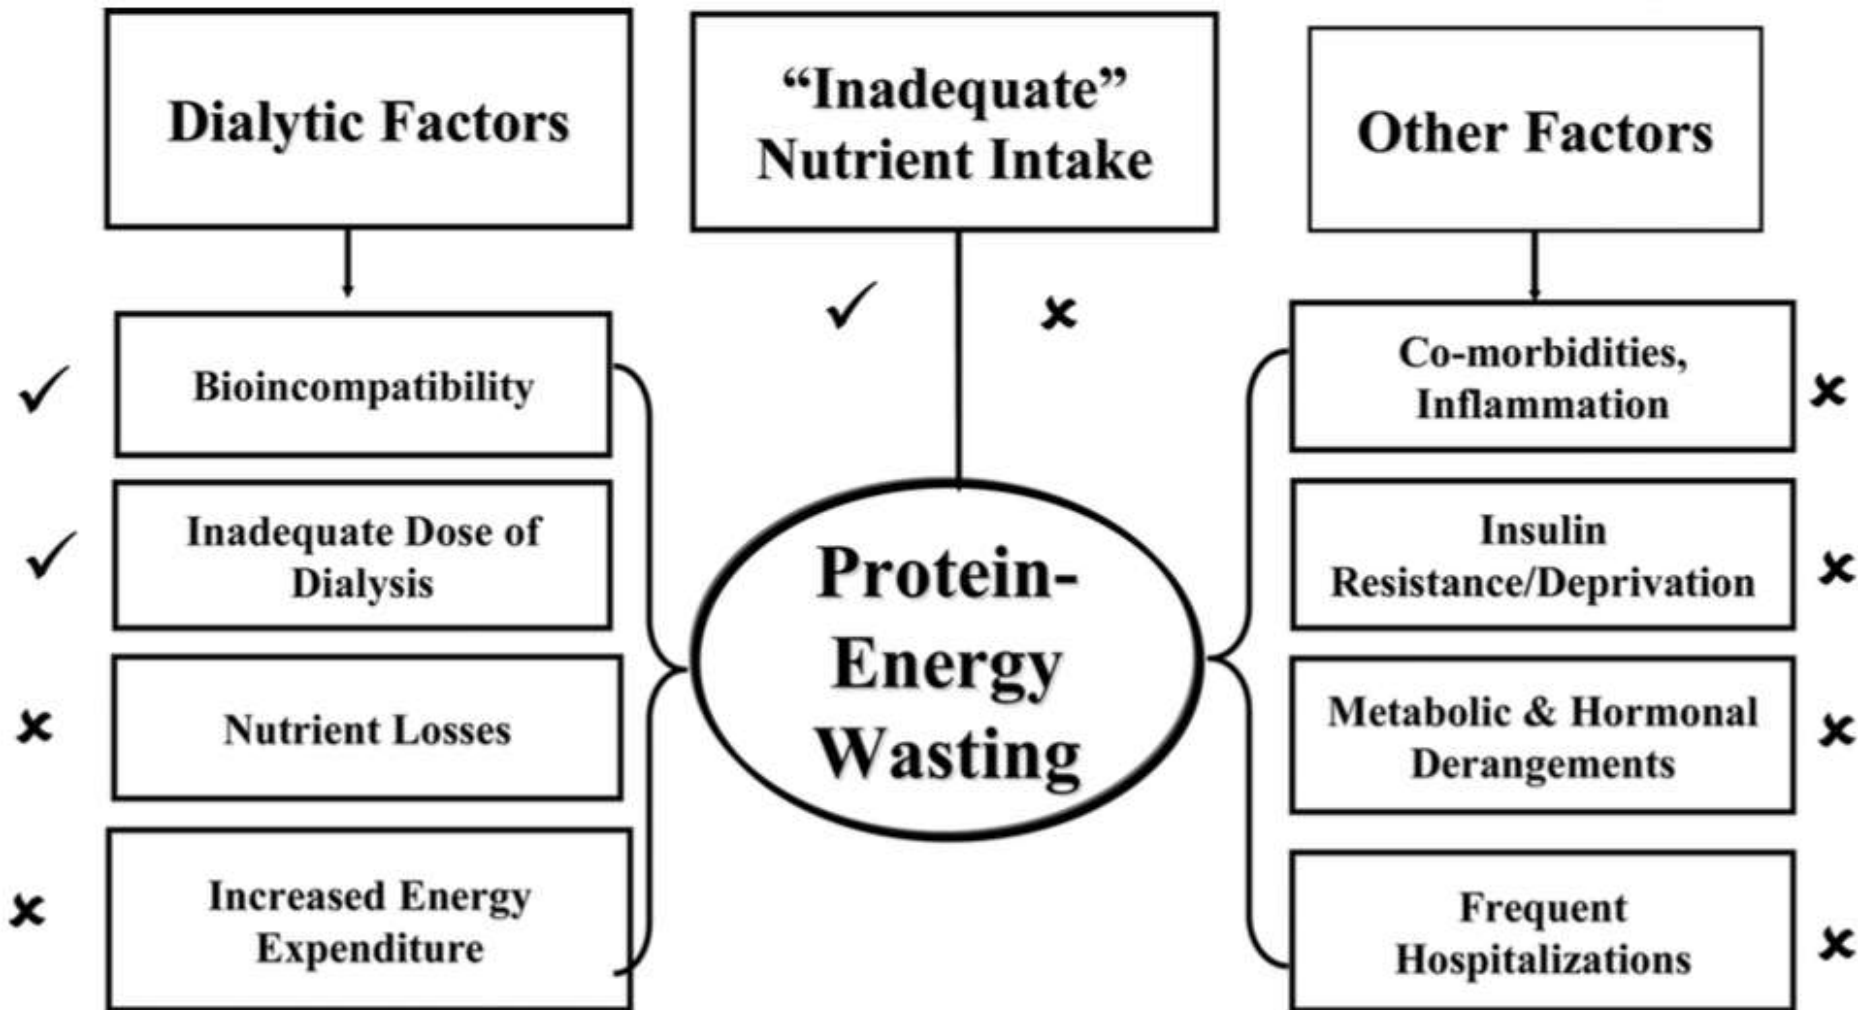 Dialytic Factors
“Inadequate”
Nutrient Intake
Other Factors
✓
✘
Bioincompatibility
✓
Inadequate Dose of
Dialysis
✓
Nutrient Losses
✘
Increased Energy
Expenditure
✘
Protein-
Energy
Wasting
Co-morbidities,
Inflammation
✘
Insulin
Resistance/Deprivation
✘
Metabolic & Hormonal
Derangements
✘
Frequent
Hospitalizations
✘